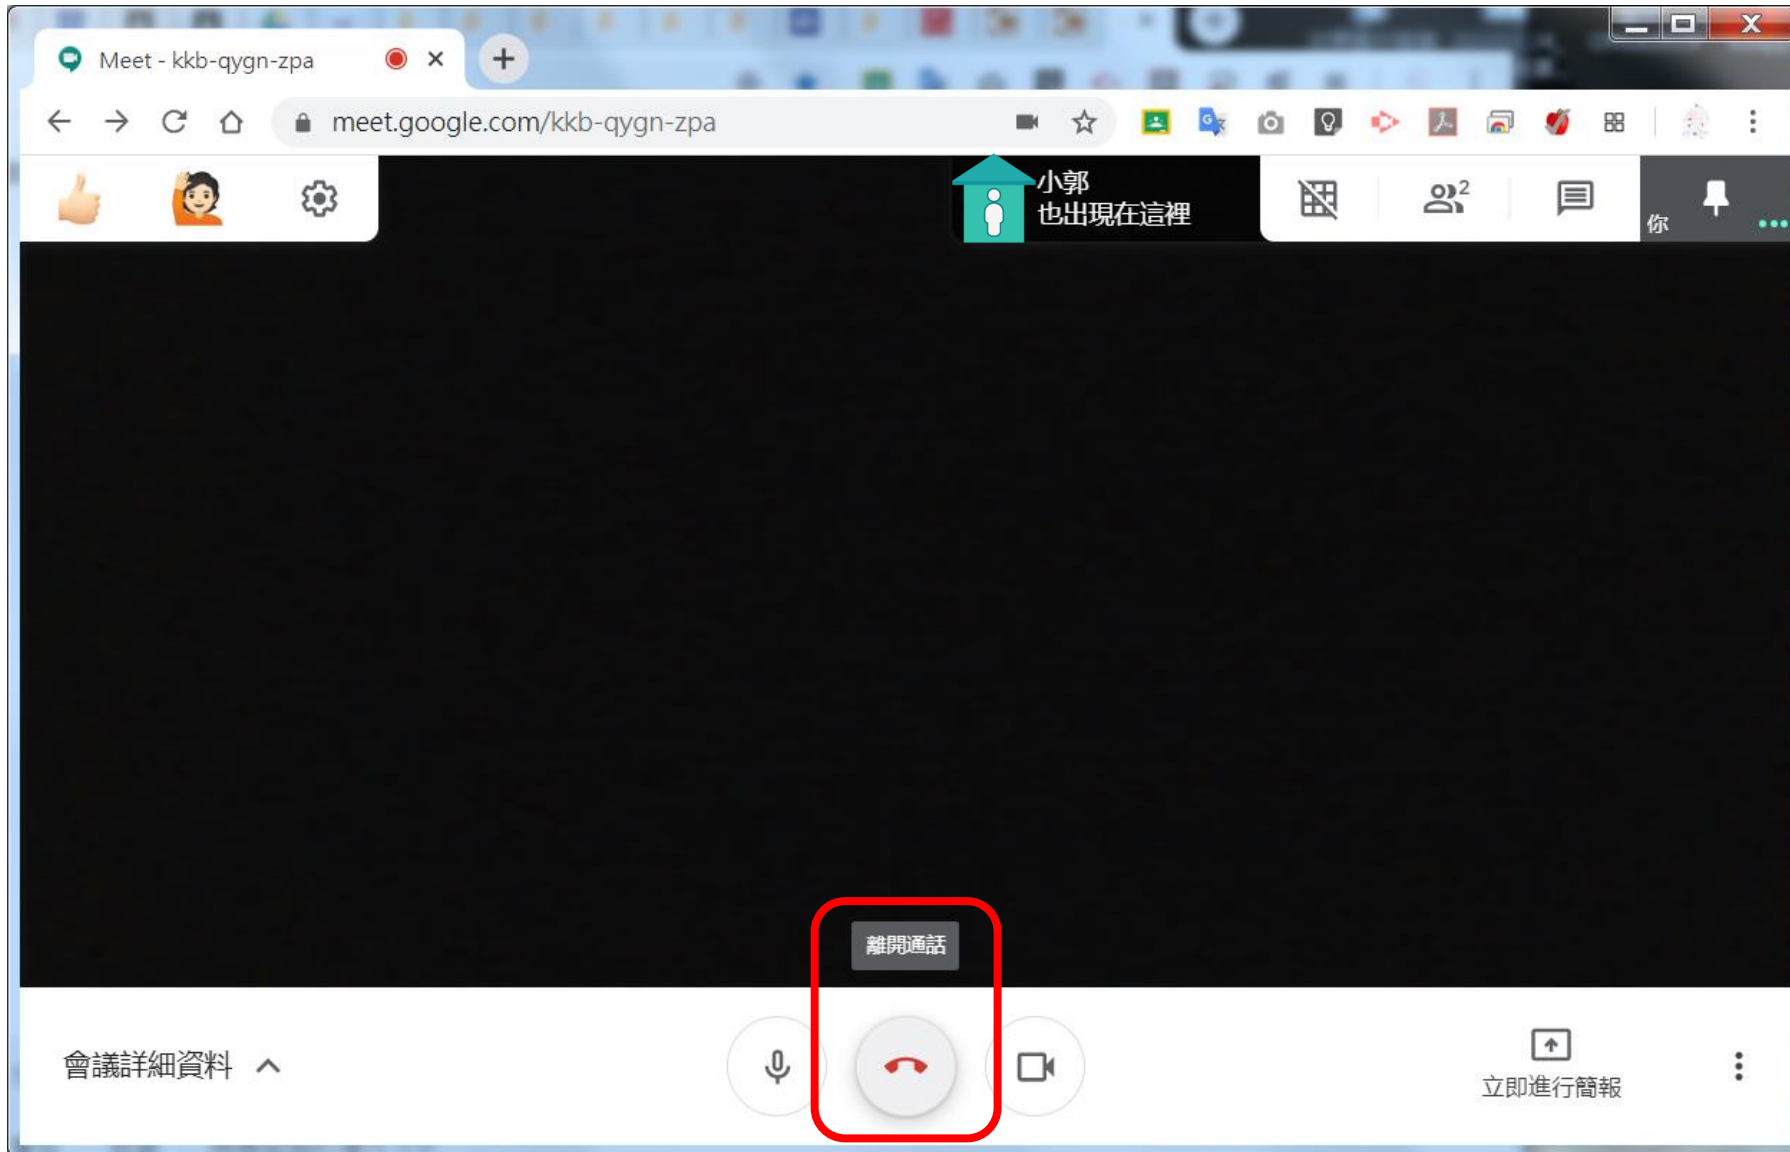 Meet - kkb-qygn-zpa
meet.google.com/kkb-qygn-zpa
小郭
也出現在這裡
2
你
離開通話
會議詳細資料
立即進行簡報